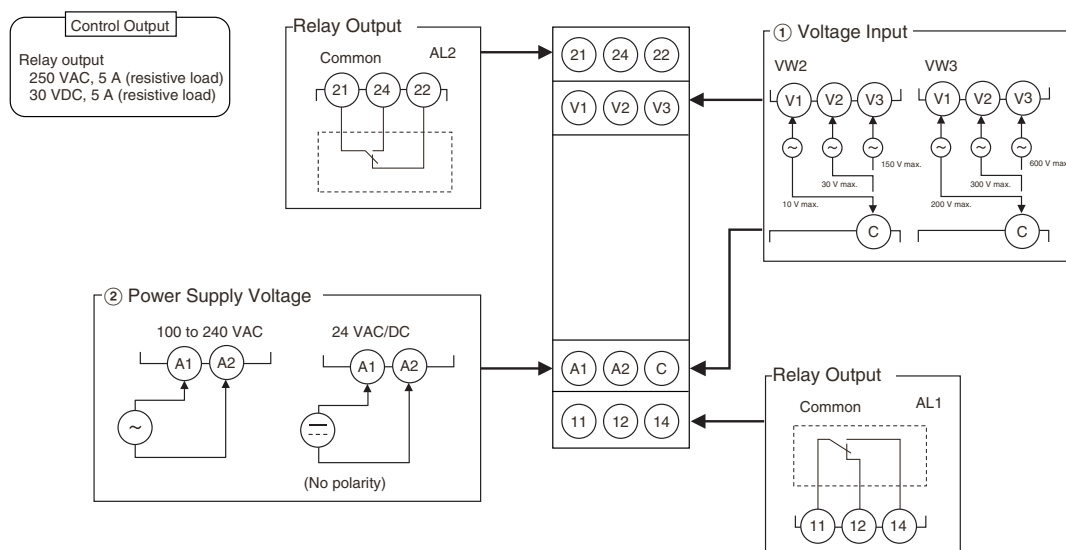 Control Output
Relay output
250 VAC, 5 A (resistive load)
30 VDC, 5 A (resistive load)
Relay Output
Common AL2
21 24 22
21 24 22
V1 V2 V3
① Voltage Input
VW2 VW3
V1 V2 V3 V1 V2 V3
~ ~ ~ ~ ~ ~
150 V max. 600 V max.
30 V max. 300 V max.
10 V max. 200 V max.
C C
② Power Supply Voltage
100 to 240 VAC 24 VAC/DC
A1 A2 A1 A2
~
(No polarity)
A1 A2 C
11 12 14
Relay Output
Common AL1
11 12 14